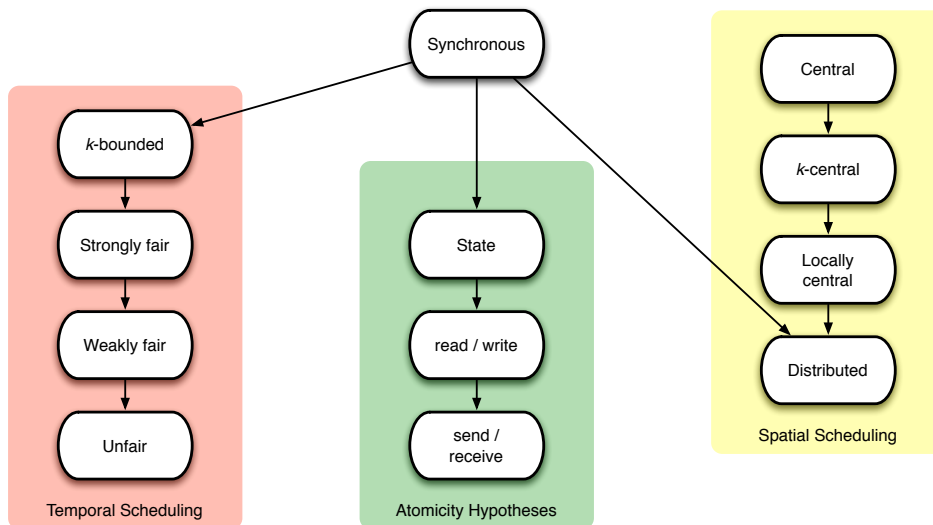 Synchronous
k-bounded
Strongly fair
Weakly fair
Unfair
Temporal Scheduling
State
read / write
send /
receive
Atomicity Hypotheses
Central
k-central
Locally
central
Distributed
Spatial Scheduling